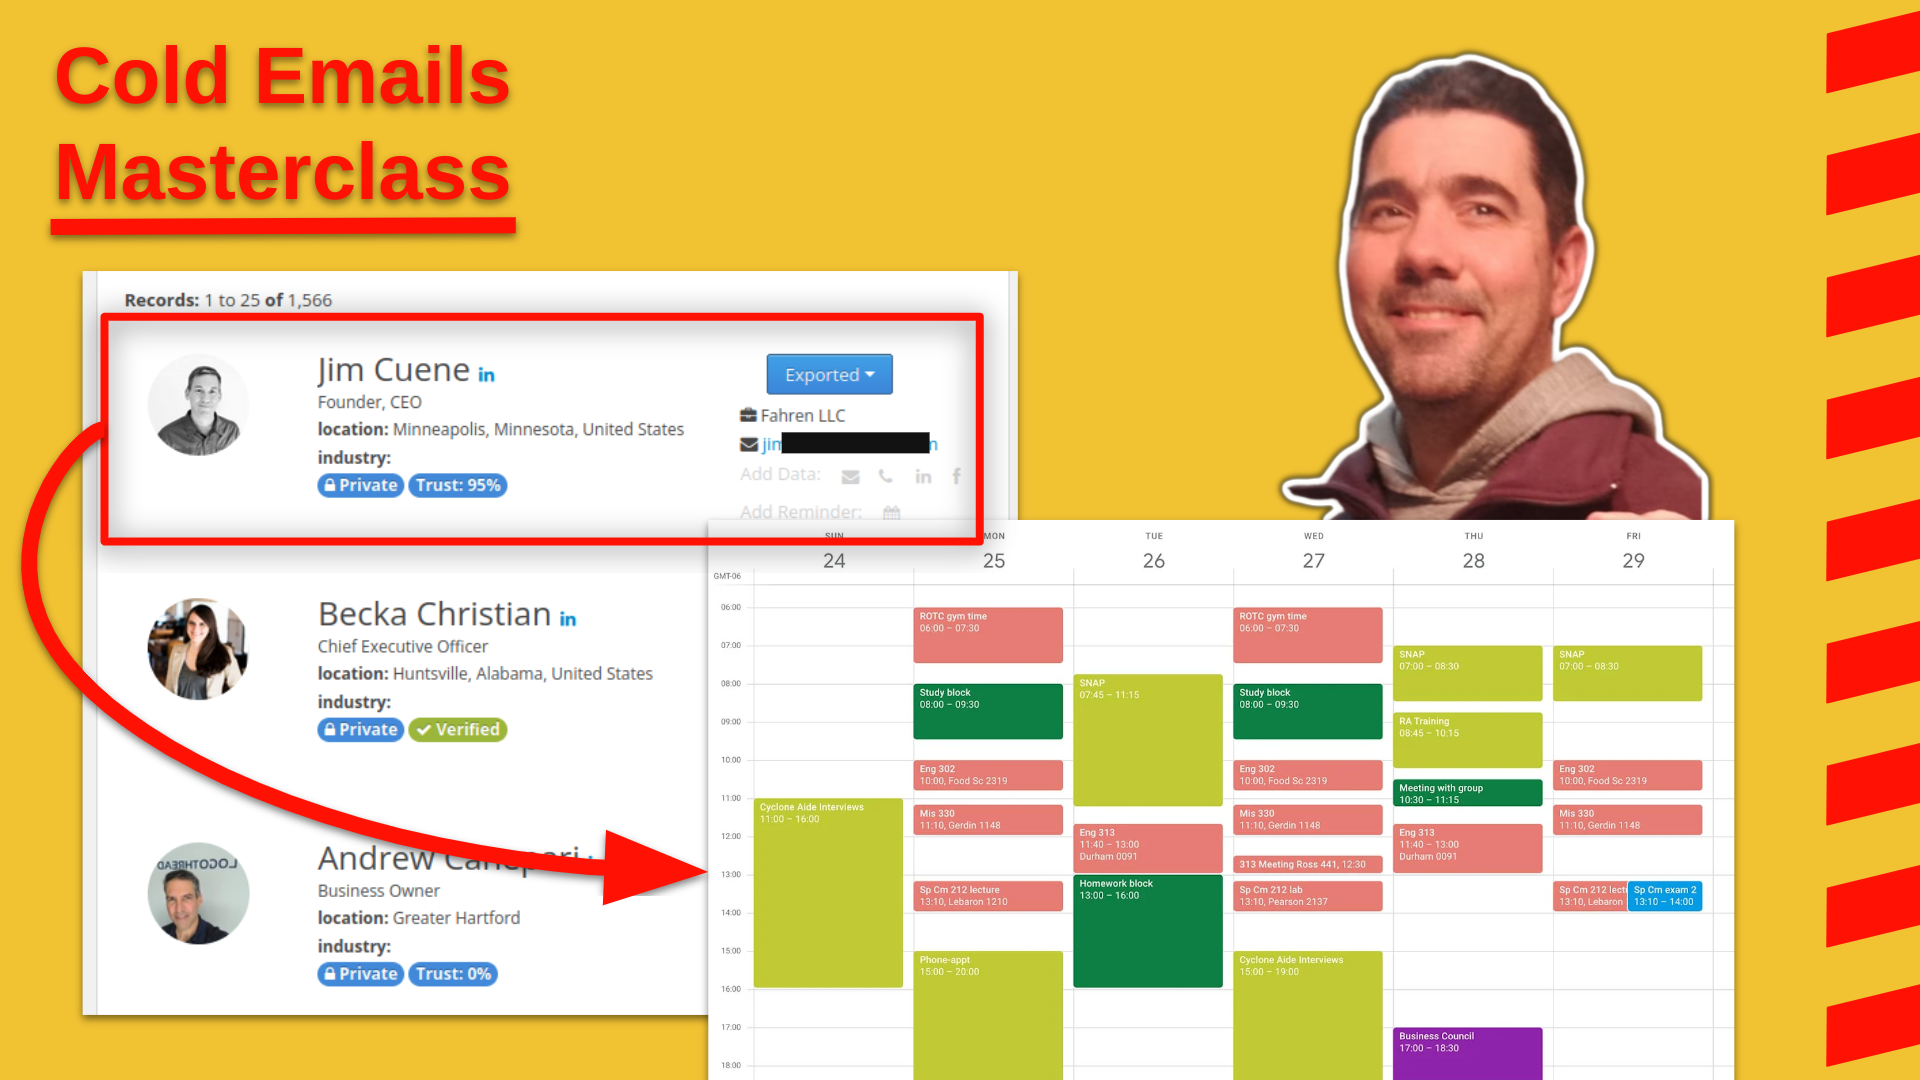 Cold Emails
Masterclass
Records: 1 to 25 of 1,566
Jim Cuene in
Founder, CEO
location: Minneapolis, Minnesota, United States
industry:
Private Trust: 95%
Exported
Fahren LLC
jim
Add Data: in f
Add Reminder:
Becka Christian in
Chief Executive Officer
location: Huntsville, Alabama, United States
industry:
Private Verified
LOGOTHREAD
Andrew
Business Owner
location: Greater Hartford
industry:
Private Trust: 0%
SUN MON TUE WED THU FRI
24 25 26 27 28 29
GMT-06
06:00
07:00
08:00
09:00
10:00
11:00
12:00
13:00
14:00
15:00
16:00
17:00
18:00
Cyclone Aide Interviews
11:00 – 16:00
ROTC gym time
06:00 – 07:30
Study block
08:00 – 09:30
Eng 302
10:00, Food Sc 2319
Mis 330
11:10, Gerdin 1148
Sp Cm 212 lecture
13:10, Lebaron 1210
Phone-appt
15:00 – 20:00
SNAP
07:45 – 11:15
Eng 313
11:40 – 13:00
Durham 0091
Homework block
13:00 – 16:00
ROTC gym time
06:00 – 07:30
Study block
08:00 – 09:30
Eng 302
10:00, Food Sc 2319
Mis 330
11:10, Gerdin 1148
313 Meeting Ross 441, 12:30
Sp Cm 212 lab
13:10, Pearson 2137
Cyclone Aide Interviews
15:00 – 19:00
SNAP
07:00 – 08:30
RA Training
08:45 – 10:15
Meeting with group
10:30 – 11:15
Eng 313
11:40 – 13:00
Durham 0091
Business Council
17:00 – 18:30
SNAP
07:00 – 08:30
Eng 302
10:00, Food Sc 2319
Mis 330
11:10, Gerdin 1148
Sp Cm 212 lect
13:10, Lebaron
Sp Cm exam 2
13:10 – 14:00